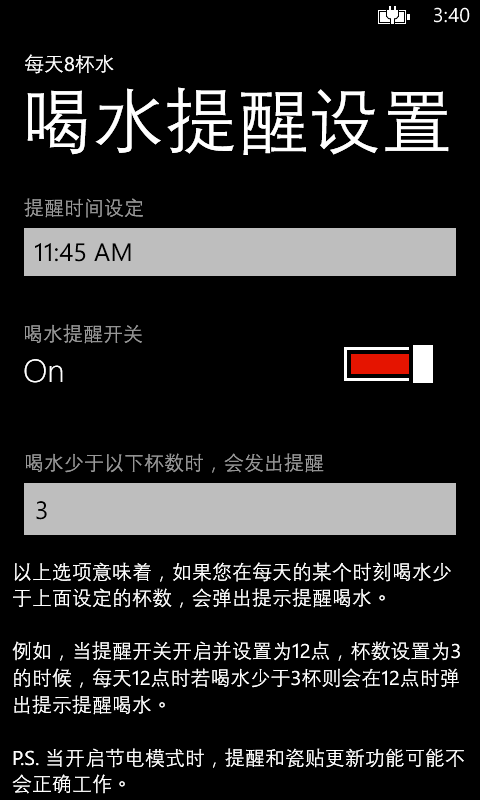 3:40
每天8杯水
喝水提醒设置
提醒时间设定
11:45 AM
喝水提醒开关
On
喝水少于以下杯数时，会发出提醒
3
以上选项意味着，如果您在每天的某个时刻喝水少
于上面设定的杯数，会弹出提示提醒喝水。
例如，当提醒开关开启并设置为12点，杯数设置为3
的时候，每天12点时若喝水少于3杯则会在12点时弹
出提示提醒喝水。
P.S. 当开启节电模式时，提醒和瓷贴更新功能可能不
会正确工作。